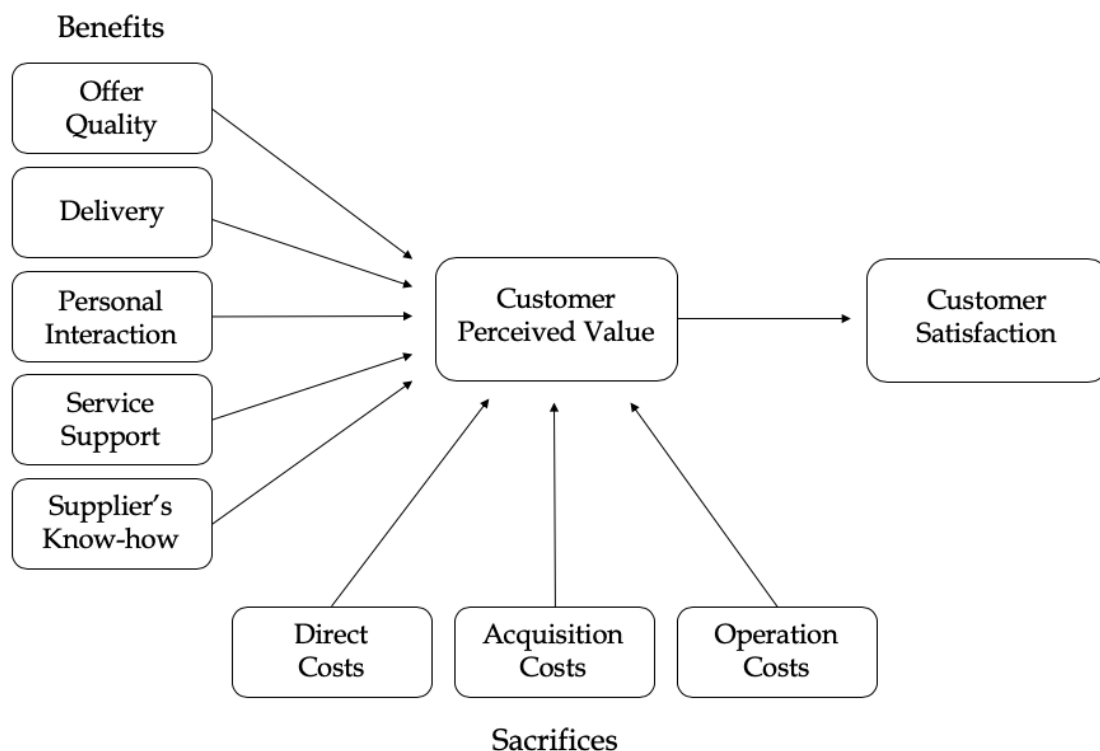 Benefits
Offer
Quality
Delivery
Personal
Interaction
Service
Support
Supplier’s
Know-how
Customer
Perceived Value
Customer
Satisfaction
Direct
Costs
Acquisition
Costs
Operation
Costs
Sacrifices